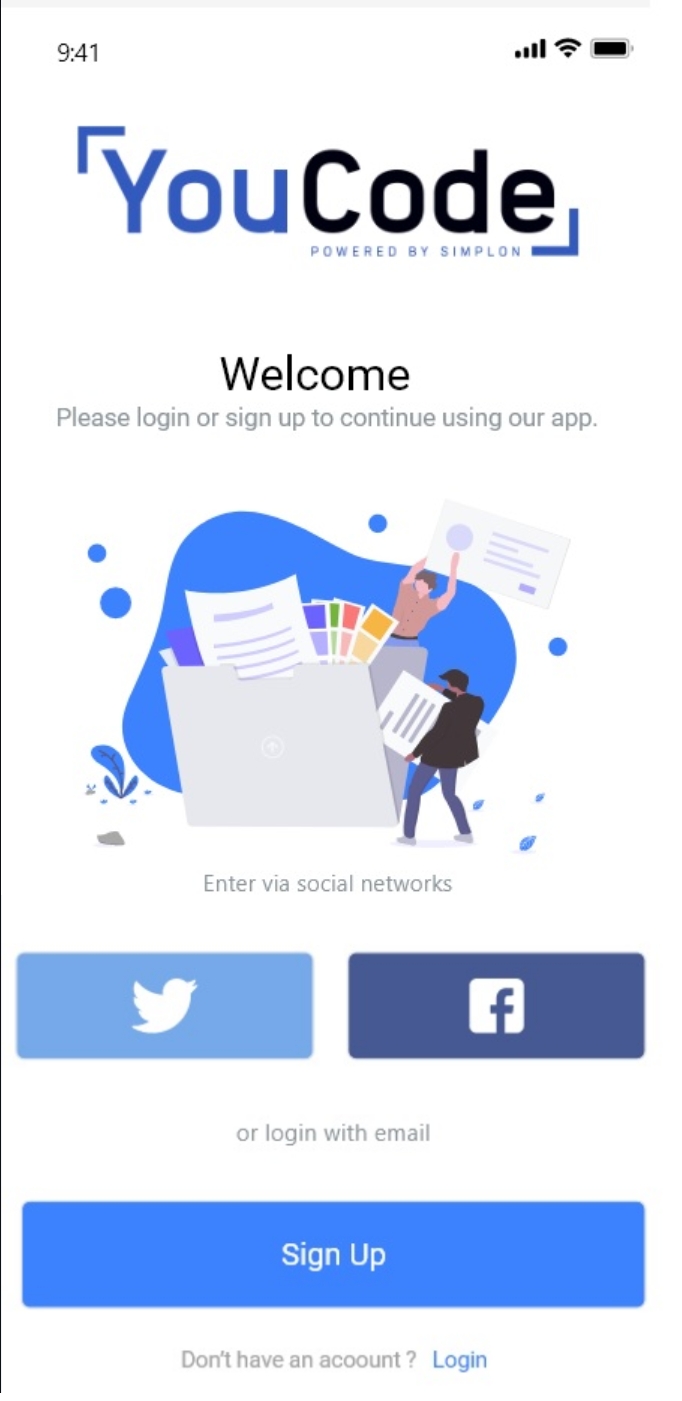 9:41
YouCode
POWERED BY SIMPLON
Welcome
Please login or sign up to continue using our app.
Enter via social networks
or login with email
Sign Up
Don't have an acoount ? Login